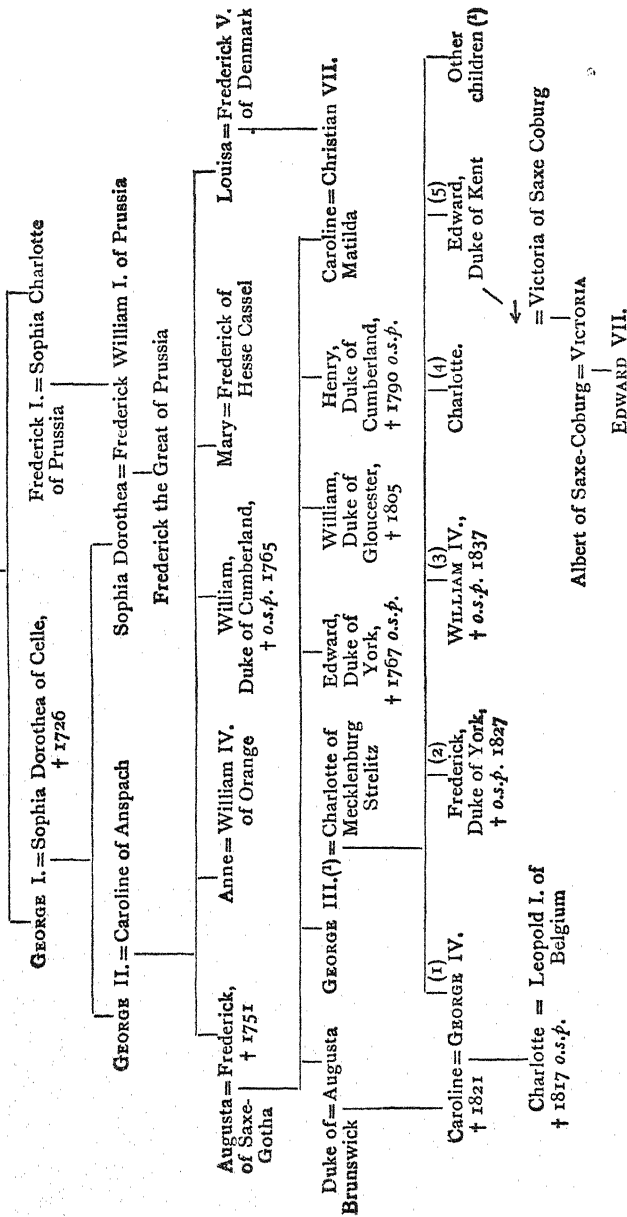 GEORGE I. = Sophia Dorothea of Celle,
† 1726
Frederick I. = Sophia Charlotte
of Prussia
GEORGE II. = Caroline of Anspach
Sophia Dorothea = Frederick William I. of Prussia
Frederick the Great of Prussia
Augusta = Frederick,
of Saxe- † 1751
Gotha
Anne = William IV.
of Orange
William,
Duke of Cumberland,
† o.s.p. 1765
Mary = Frederick of
Hesse Cassel
Louisa = Frederick V.
of Denmark
Duke of = Augusta
Brunswick
GEORGE III.(¹) = Charlotte of
Mecklenburg
Strelitz
Edward,
Duke of
York,
† 1767 o.s.p.
William,
Duke of
Gloucester,
† 1805
Henry,
Duke of
Cumberland,
† 1790 o.s.p.
Caroline = Christian VII.
Matilda
(1)
Caroline = GEORGE IV.
† 1821
(2)
Frederick,
Duke of York,
† o.s.p. 1827
(3)
WILLIAM IV.,
† o.s.p. 1837
(4)
Charlotte.
(5)
Edward,
Duke of Kent
Other
children (²)
Charlotte = Leopold I. of
† 1817 o.s.p. Belgium
= Victoria of Saxe Coburg
Albert of Saxe-Coburg = VICTORIA
EDWARD VII.